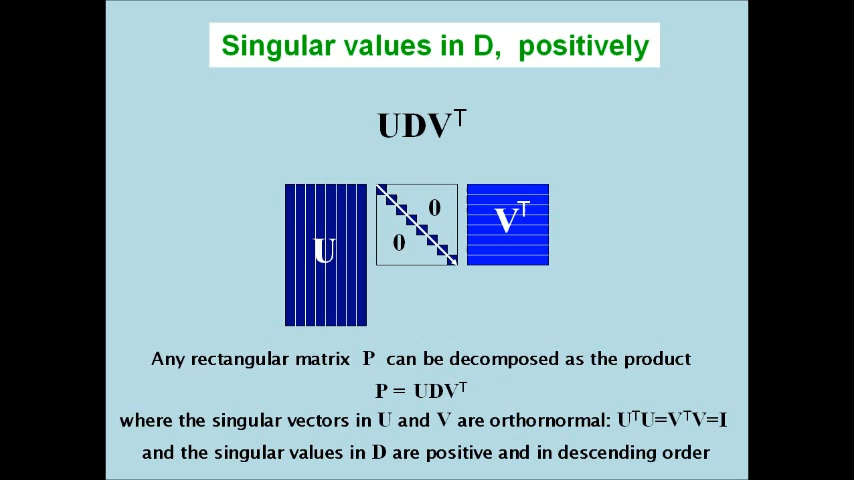 Singular values in D, positively
UDVᵀ
U
0
0
Vᵀ
Any rectangular matrix P can be decomposed as the product
P = UDVᵀ
where the singular vectors in U and V are orthornormal: UᵀU=VᵀV=I
and the singular values in D are positive and in descending order